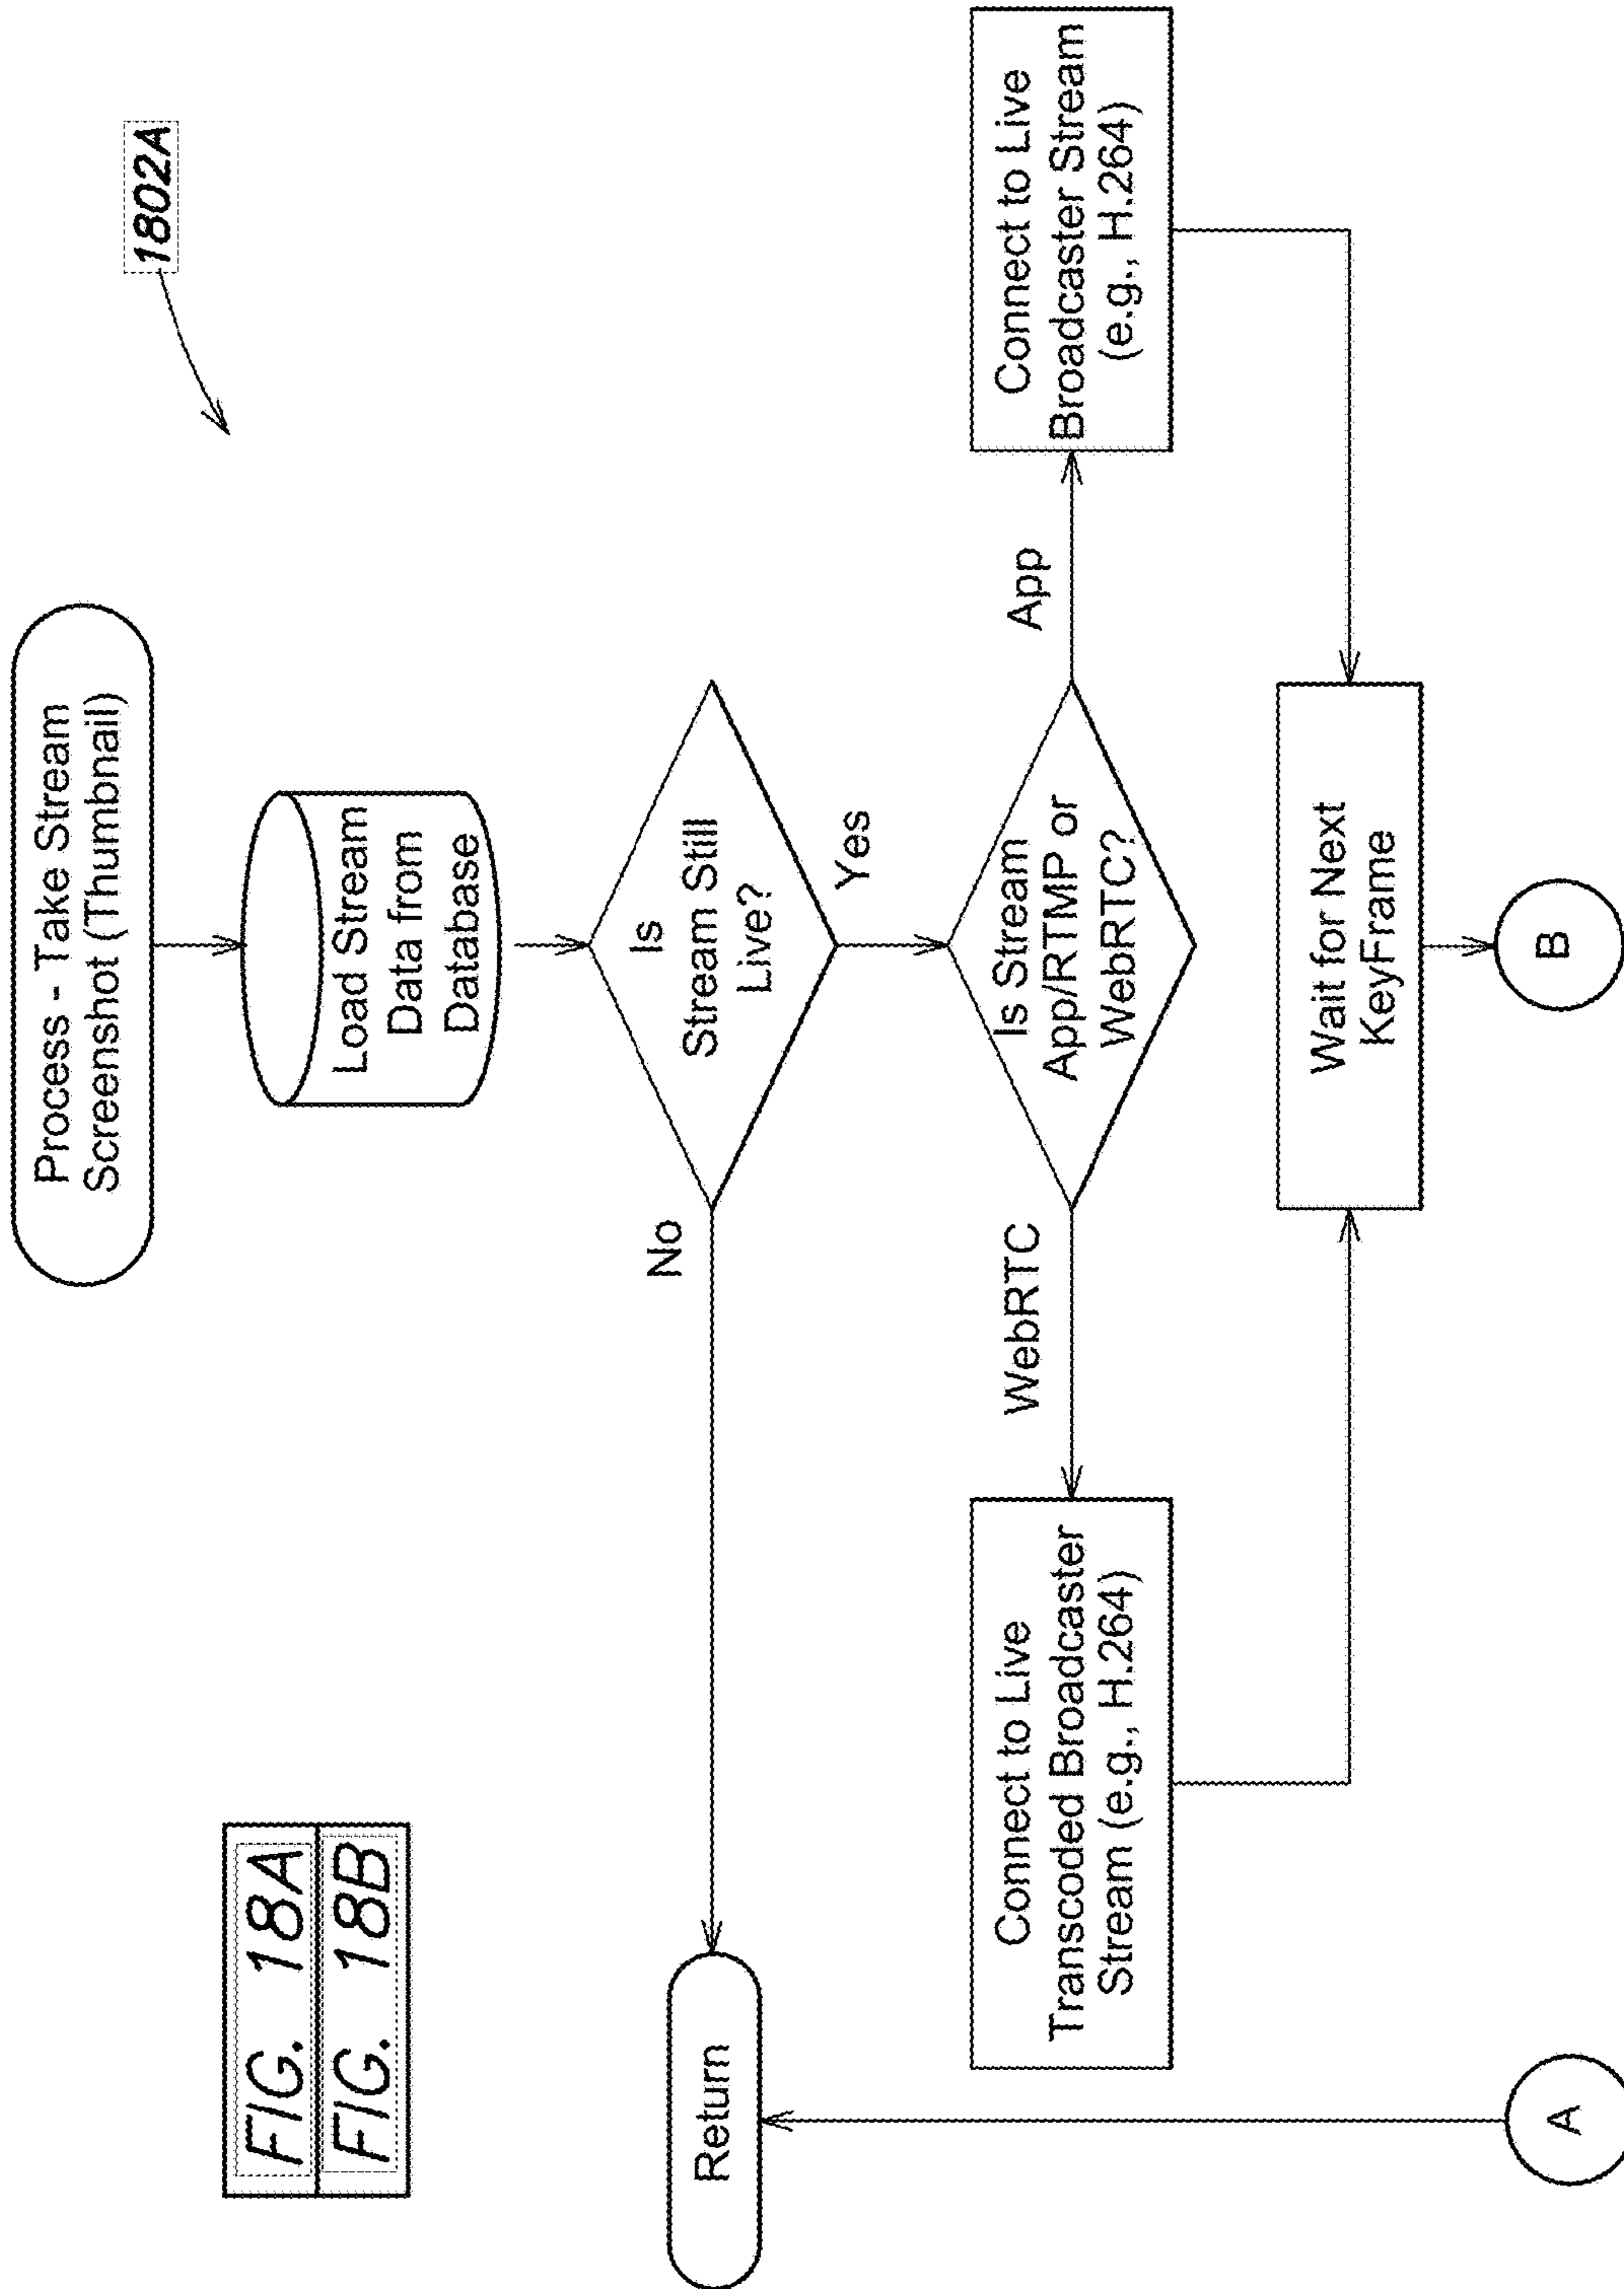 Process - Take Stream
Screenshot (Thumbnail)
1802A
FIG. 18A
FIG. 18B
Load Stream
Data from
Database
Is
Stream Still
Live?
No
Yes
Return
Is Stream
App/RTMP or
WebRTC?
WebRTC
App
Connect to Live
Transcoded Broadcaster
Stream (e.g., H.264)
Connect to Live
Broadcaster Stream
(e.g., H.264)
Wait for Next
KeyFrame
A
B